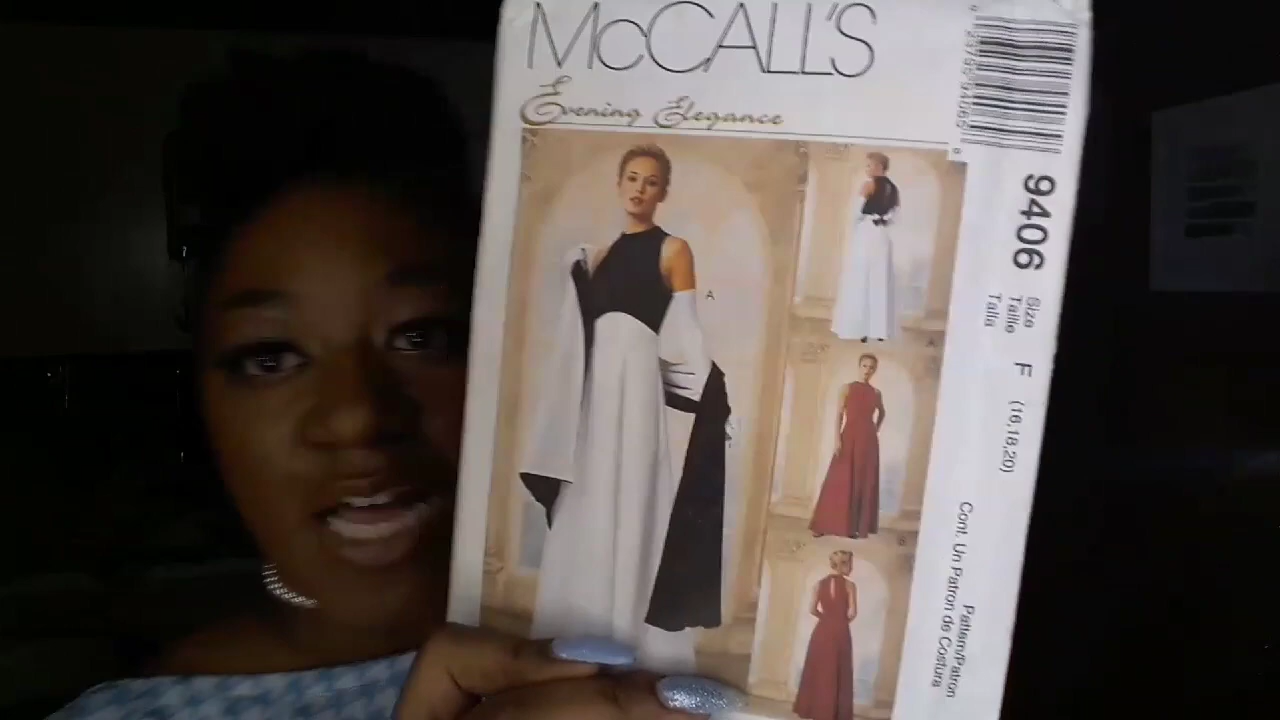 McCALL'S
Evening Elegance
A
A
B
9406
Size
Taille
Talla
F
(16,18,20)
Pattern/Patron
Cont. Un Patron de Costura